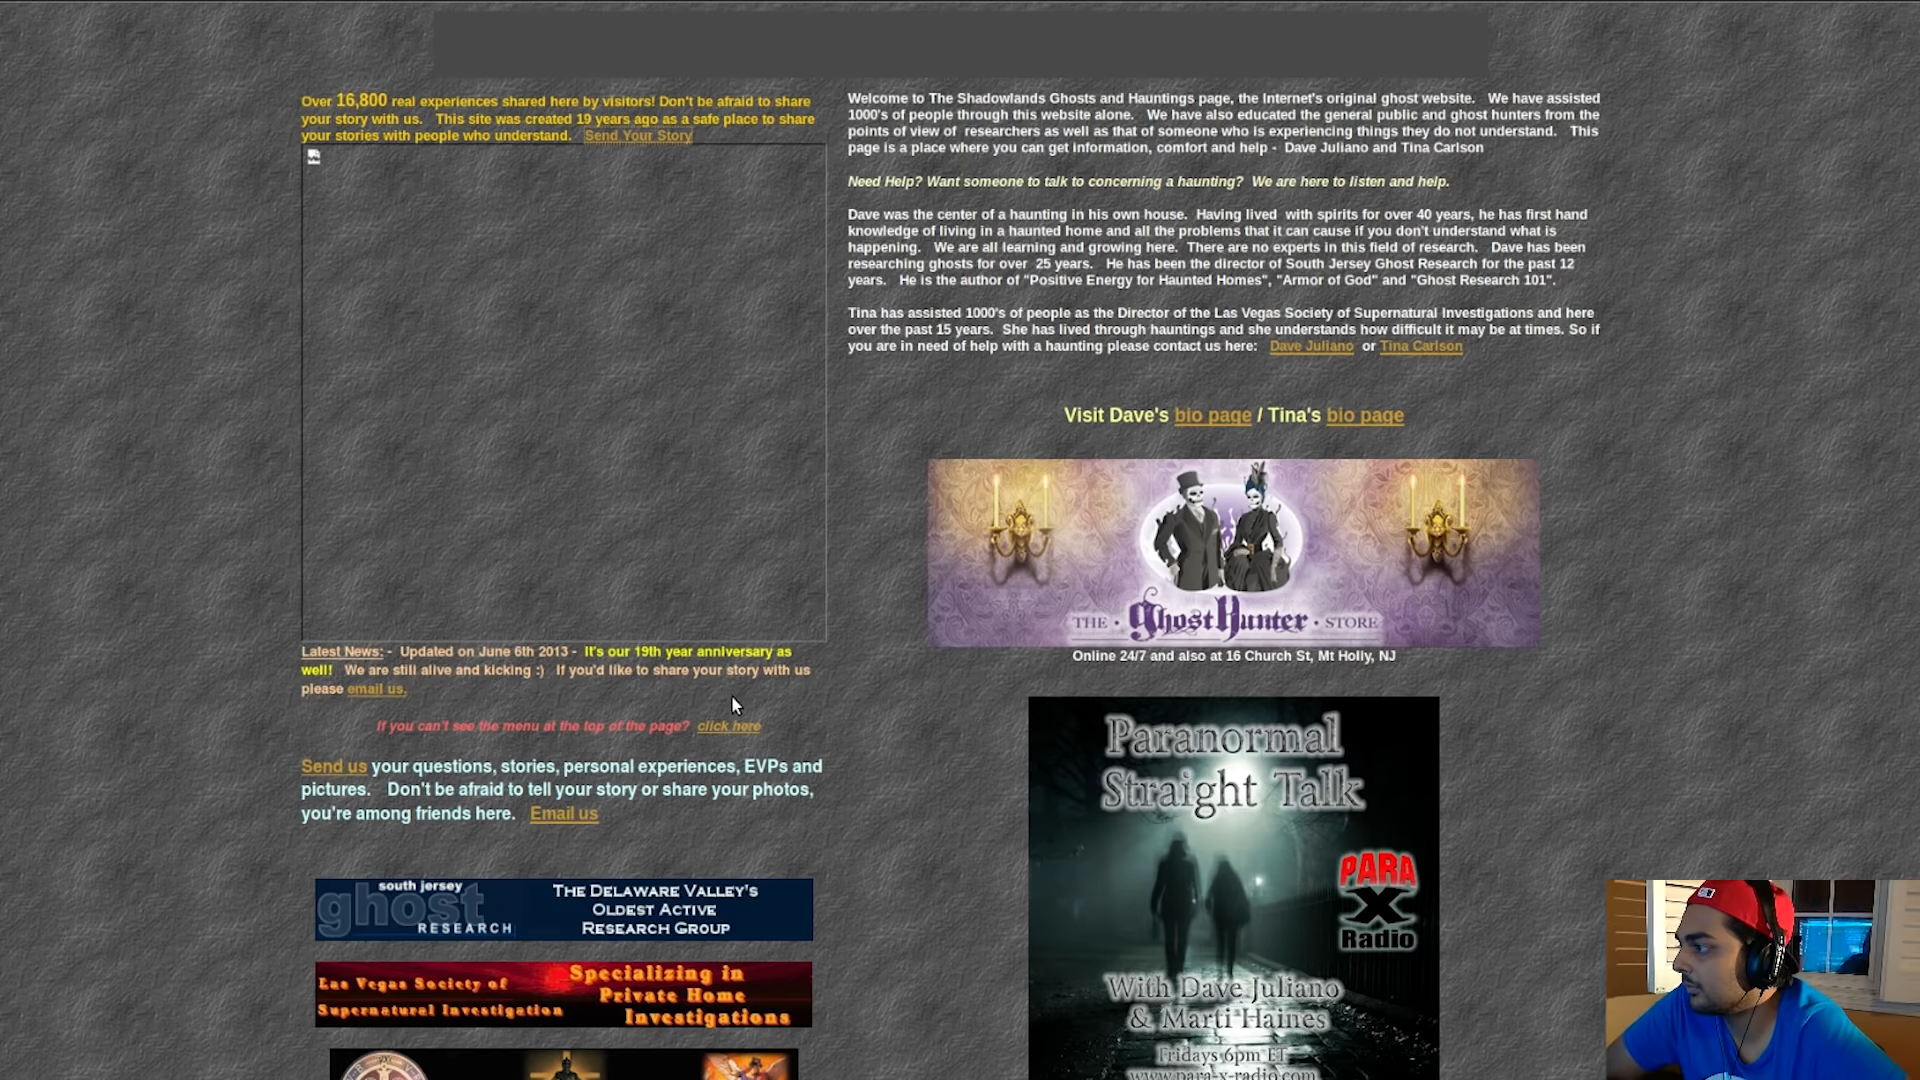 Over 16,800 real experiences shared here by visitors! Don't be afraid to share
your story with us. This site was created 19 years ago as a safe place to share
your stories with people who understand. Send Your Story
Latest News: - Updated on June 6th 2013 - It's our 19th year anniversary as
well! We are still alive and kicking :) If you'd like to share your story with us
please email us.
If you can't see the menu at the top of the page? click here
Send us your questions, stories, personal experiences, EVPs and
pictures. Don't be afraid to tell your story or share your photos,
you're among friends here. Email us
south jersey
ghost
RESEARCH
The Delaware Valley's
Oldest Active
Research Group
Las Vegas Society of
Supernatural Investigation
Specializing in
Private Home
Investigations
Welcome to The Shadowlands Ghosts and Hauntings page, the Internet's original ghost website. We have assisted
1000's of people through this website alone. We have also educated the general public and ghost hunters from the
points of view of researchers as well as that of someone who is experiencing things they do not understand. This
page is a place where you can get information, comfort and help - Dave Juliano and Tina Carlson
Need Help? Want someone to talk to concerning a haunting? We are here to listen and help.
Dave was the center of a haunting in his own house. Having lived with spirits for over 40 years, he has first hand
knowledge of living in a haunted home and all the problems that it can cause if you don't understand what is
happening. We are all learning and growing here. There are no experts in this field of research. Dave has been
researching ghosts for over 25 years. He has been the director of South Jersey Ghost Research for the past 12
years. He is the author of "Positive Energy for Haunted Homes", "Armor of God" and "Ghost Research 101".
Tina has assisted 1000's of people as the Director of the Las Vegas Society of Supernatural Investigations and here
over the past 15 years. She has lived through hauntings and she understands how difficult it may be at times. So if
you are in need of help with a haunting please contact us here: Dave Juliano or Tina Carlson
Visit Dave's bio page / Tina's bio page
THE • GhostHunter • STORE
Online 24/7 and also at 16 Church St, Mt Holly, NJ
Paranormal
Straight Talk
PARA
X
Radio
With Dave Juliano
& Marti Haines
Fridays 6pm ET
www.para-x-radio.com